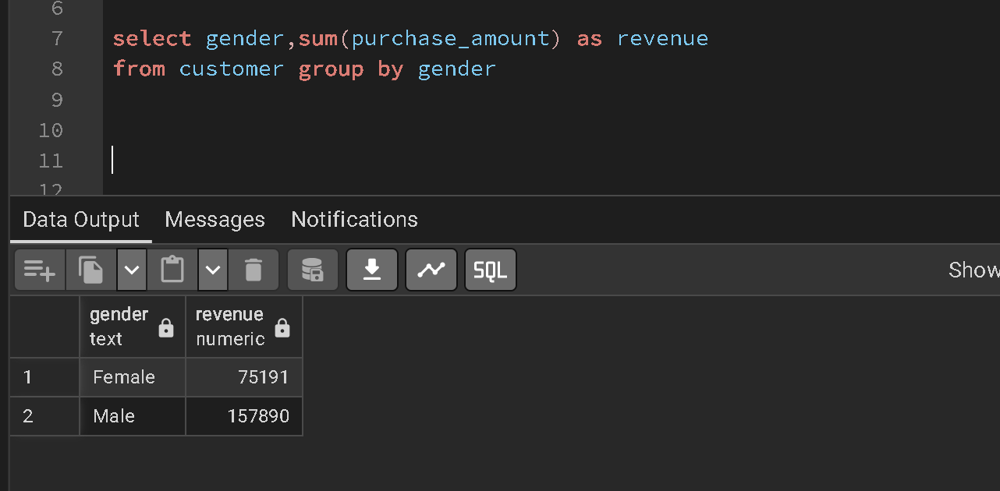 6
7 select gender,sum(purchase_amount) as revenue
8 from customer group by gender
9
10
11
12
Data Output Messages Notifications
SQL Show
gender revenue
text numeric
1 Female 75191
2 Male 157890